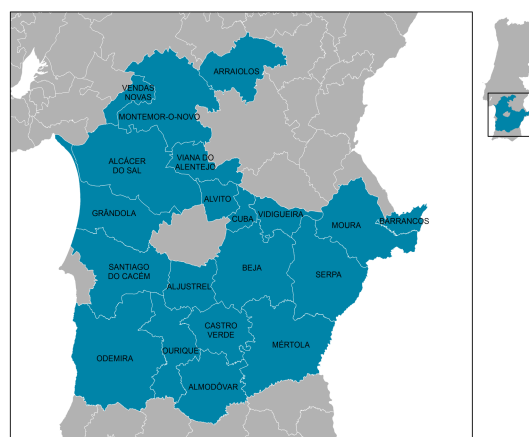 ARRAIOLOS
VENDAS
NOVAS
MONTEMOR-O-NOVO
ALCÁCER
DO SAL
VIANA DO
ALENTEJO
ALVITO
GRÂNDOLA
CUBA
VIDIGUEIRA
MOURA
BARRANCOS
SANTIAGO
DO CACÉM
ALJUSTREL
BEJA
SERPA
CASTRO
VERDE
MÉRTOLA
ODEMIRA
OURIQUE
ALMODÔVAR